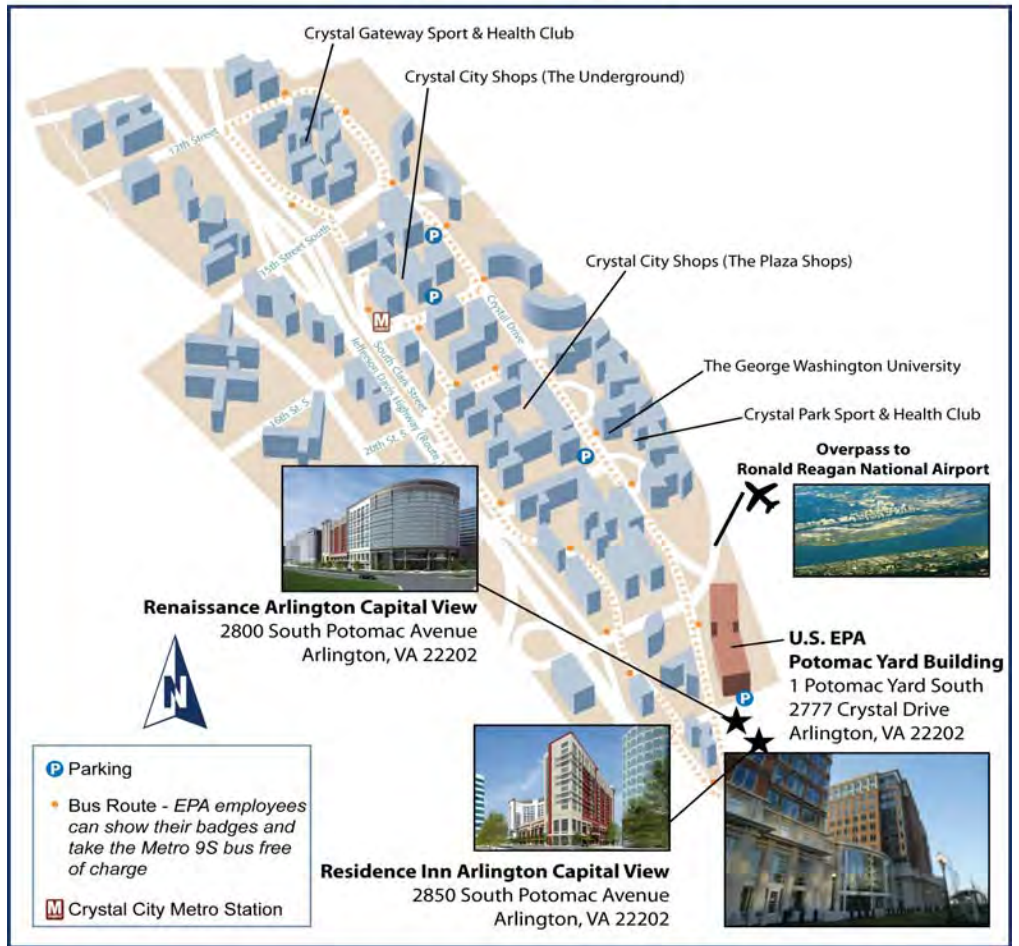 Crystal Gateway Sport & Health Club
Crystal City Shops (The Underground)
12th Street
15th Street South
P
Crystal City Shops (The Plaza Shops)
P
Crystal Drive
M
South Clark Street
Jefferson Davis Highway (Route
The George Washington University
16th St. S.
20th St. S
Crystal Park Sport & Health Club
P
Overpass to
Ronald Reagan National Airport
Renaissance Arlington Capital View
2800 South Potomac Avenue
Arlington, VA 22202
U.S. EPA
Potomac Yard Building
1 Potomac Yard South
2777 Crystal Drive
Arlington, VA 22202
P
N
P Parking
Bus Route - EPA employees
can show their badges and
take the Metro 9S bus free
of charge
M Crystal City Metro Station
Residence Inn Arlington Capital View
2850 South Potomac Avenue
Arlington, VA 22202